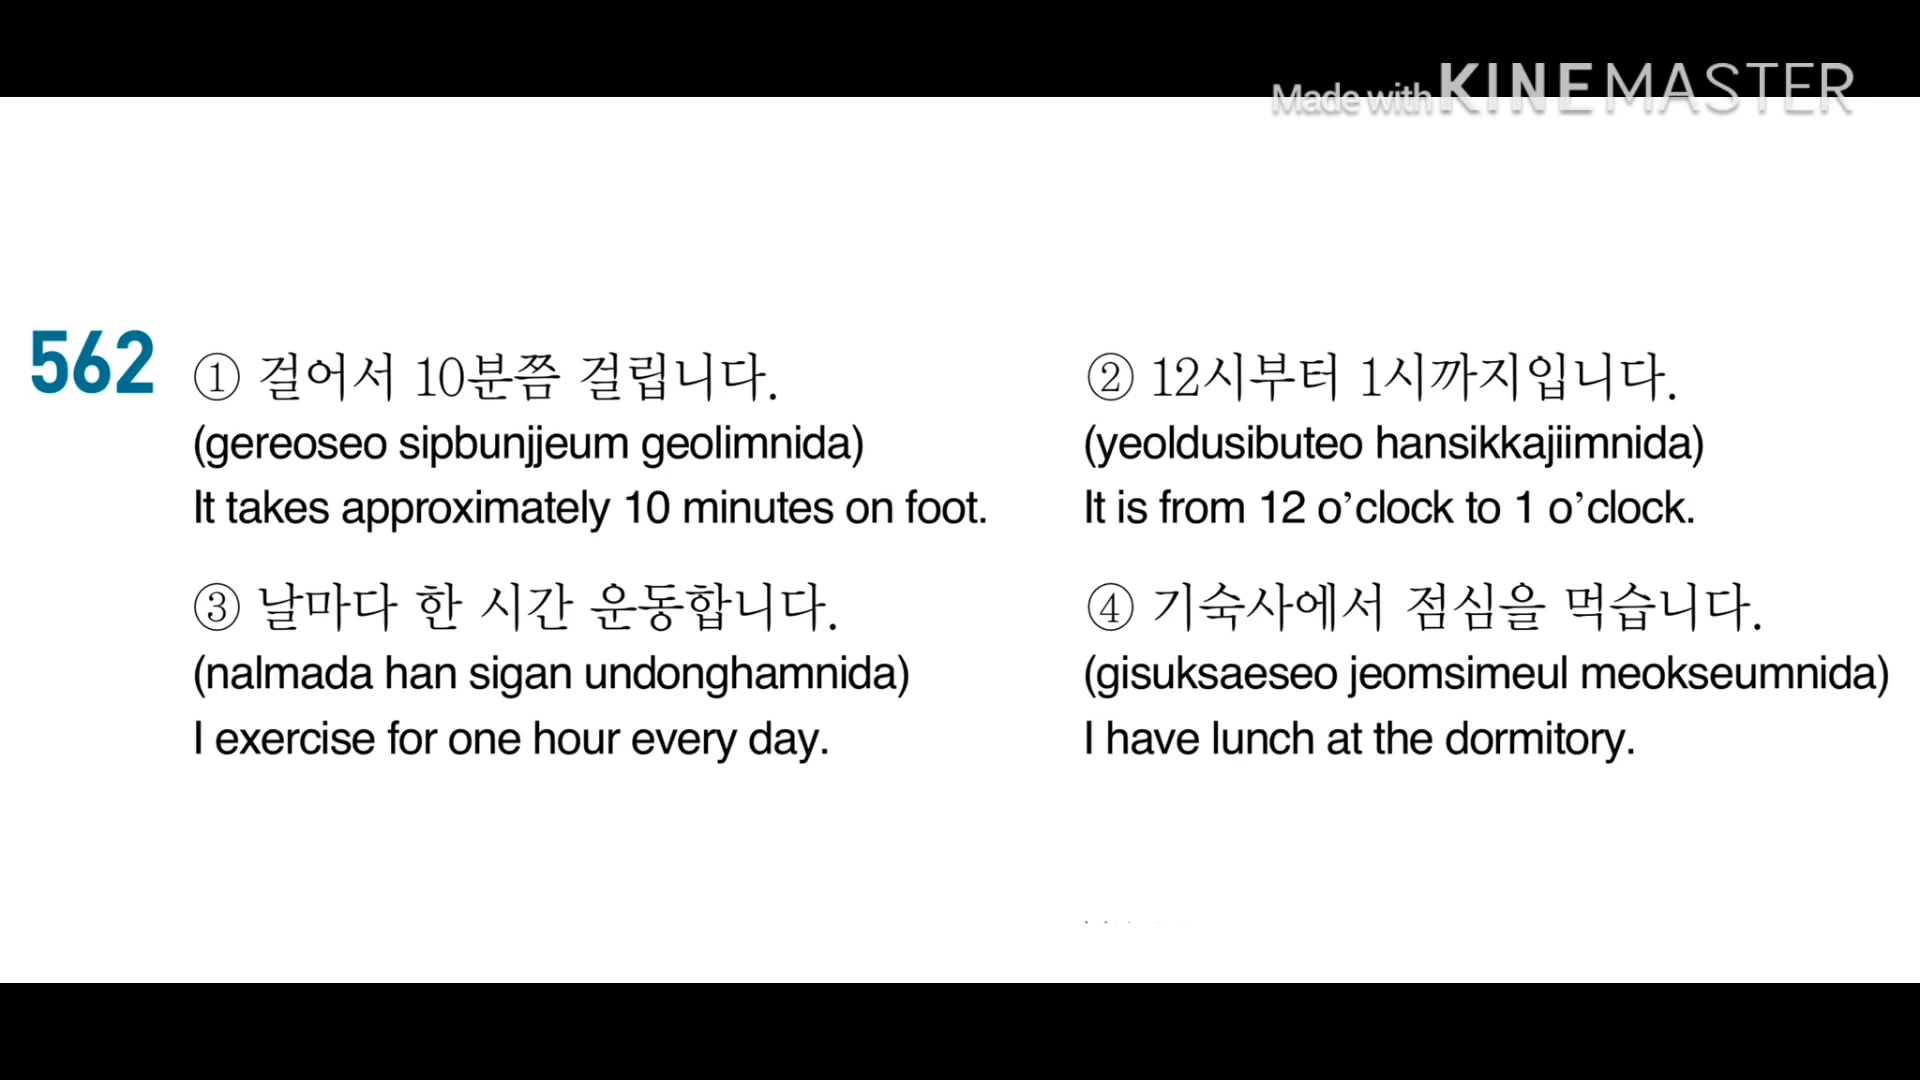 Made with KINEMASTER
562
① 걸어서 10분쯤 걸립니다.
(gereoseo sipbunjjeum geolimnida)
It takes approximately 10 minutes on foot.
② 12시부터 1시까지입니다.
(yeoldusibuteo hansikkajiimnida)
It is from 12 o’clock to 1 o’clock.
③ 날마다 한 시간 운동합니다.
(nalmada han sigan undonghamnida)
I exercise for one hour every day.
④ 기숙사에서 점심을 먹습니다.
(gisuksaeseo jeomsimeul meokseumnida)
I have lunch at the dormitory.